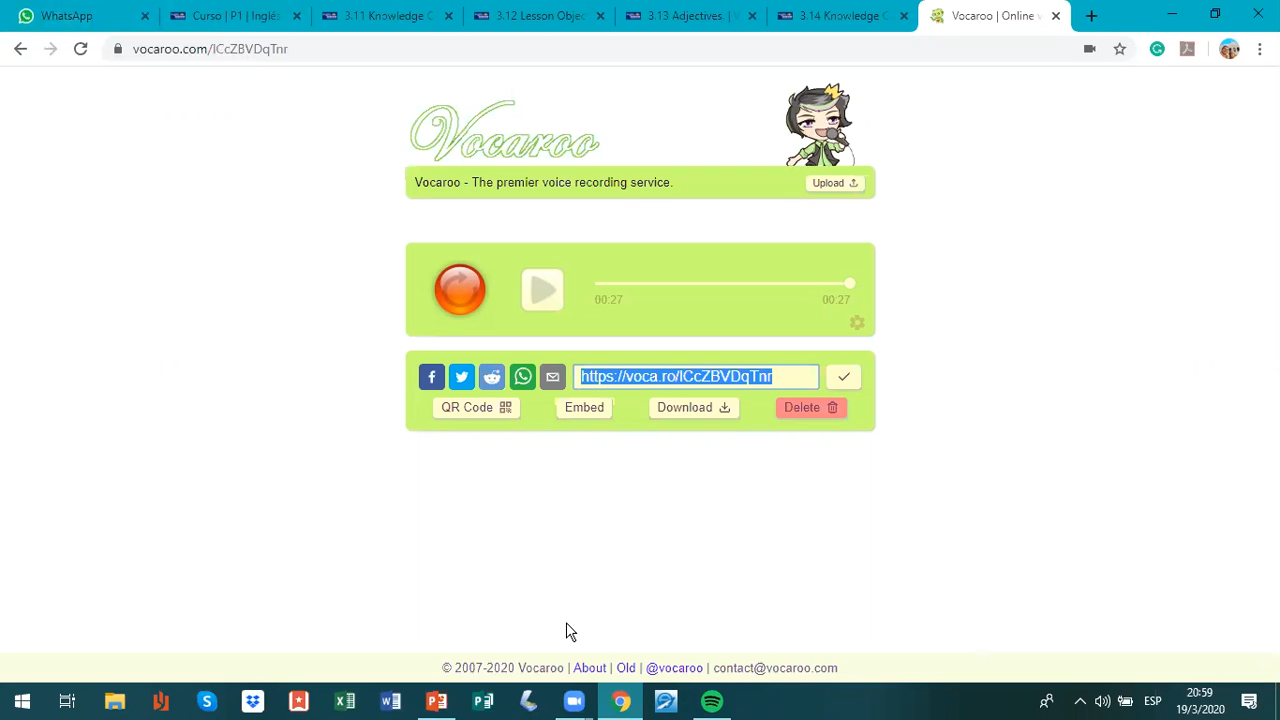 WhatsApp
Curso | P1 | Inglés
3.11 Knowledge C
3.12 Lesson Objec
3.13 Adjectives. | V
3.14 Knowledge C
Vocaroo | Online v
vocaroo.com/lCcZBVDqTnr
Vocaroo
Vocaroo - The premier voice recording service.
Upload
00:27
00:27
https://voca.ro/lCcZBVDqTnr
QR Code
Embed
Download
Delete
© 2007-2020 Vocaroo | About | Old | @vocaroo | contact@vocaroo.com
ESP
20:59
19/3/2020